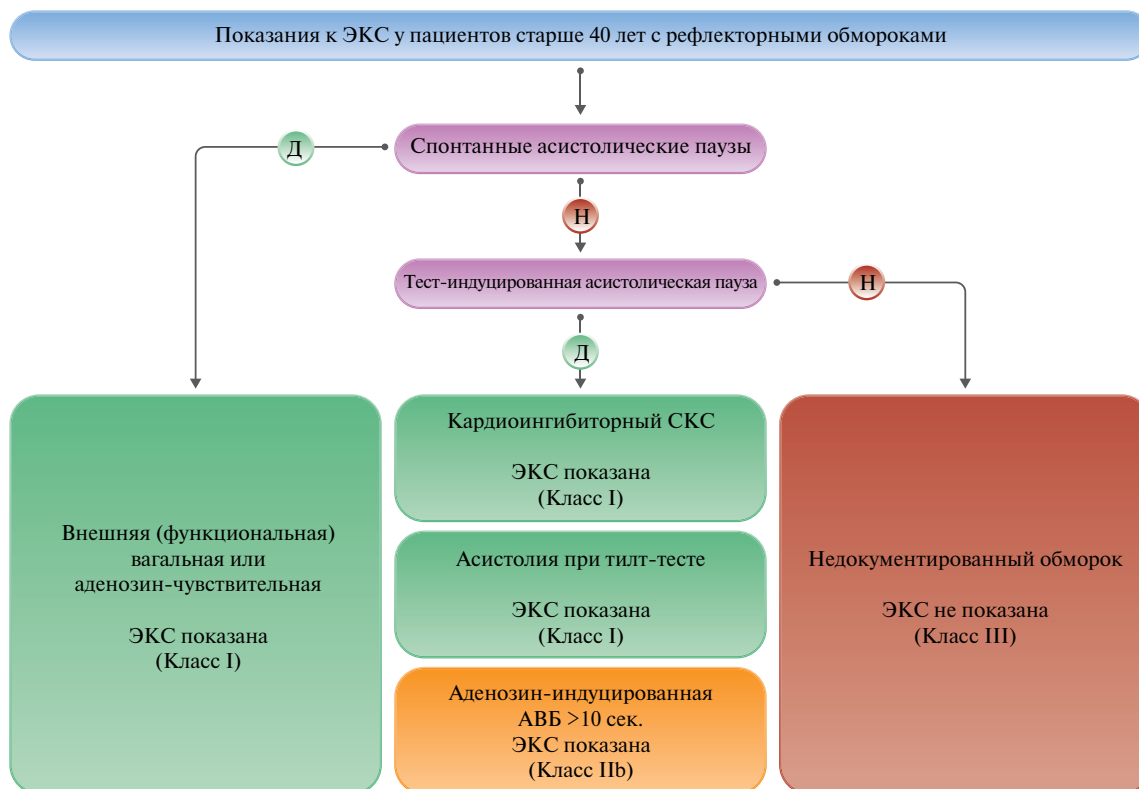 Показания к ЭКС у пациентов старше 40 лет с рефлекторными обмороками
Д
Спонтанные асистолические паузы
Н
Тест-индуцированная асистолическая пауза
Н
Д
Внешняя (функциональная)
вагальная или
аденозин-чувствительная
ЭКС показана
(Класс I)
Кардиоингибиторный СКС
ЭКС показана
(Класс I)
Асистолия при тилт-тесте
ЭКС показана
(Класс I)
Аденозин-индуцированная
АВБ >10 сек.
ЭКС показана
(Класс IIb)
Недокументированный обморок
ЭКС не показана
(Класс III)